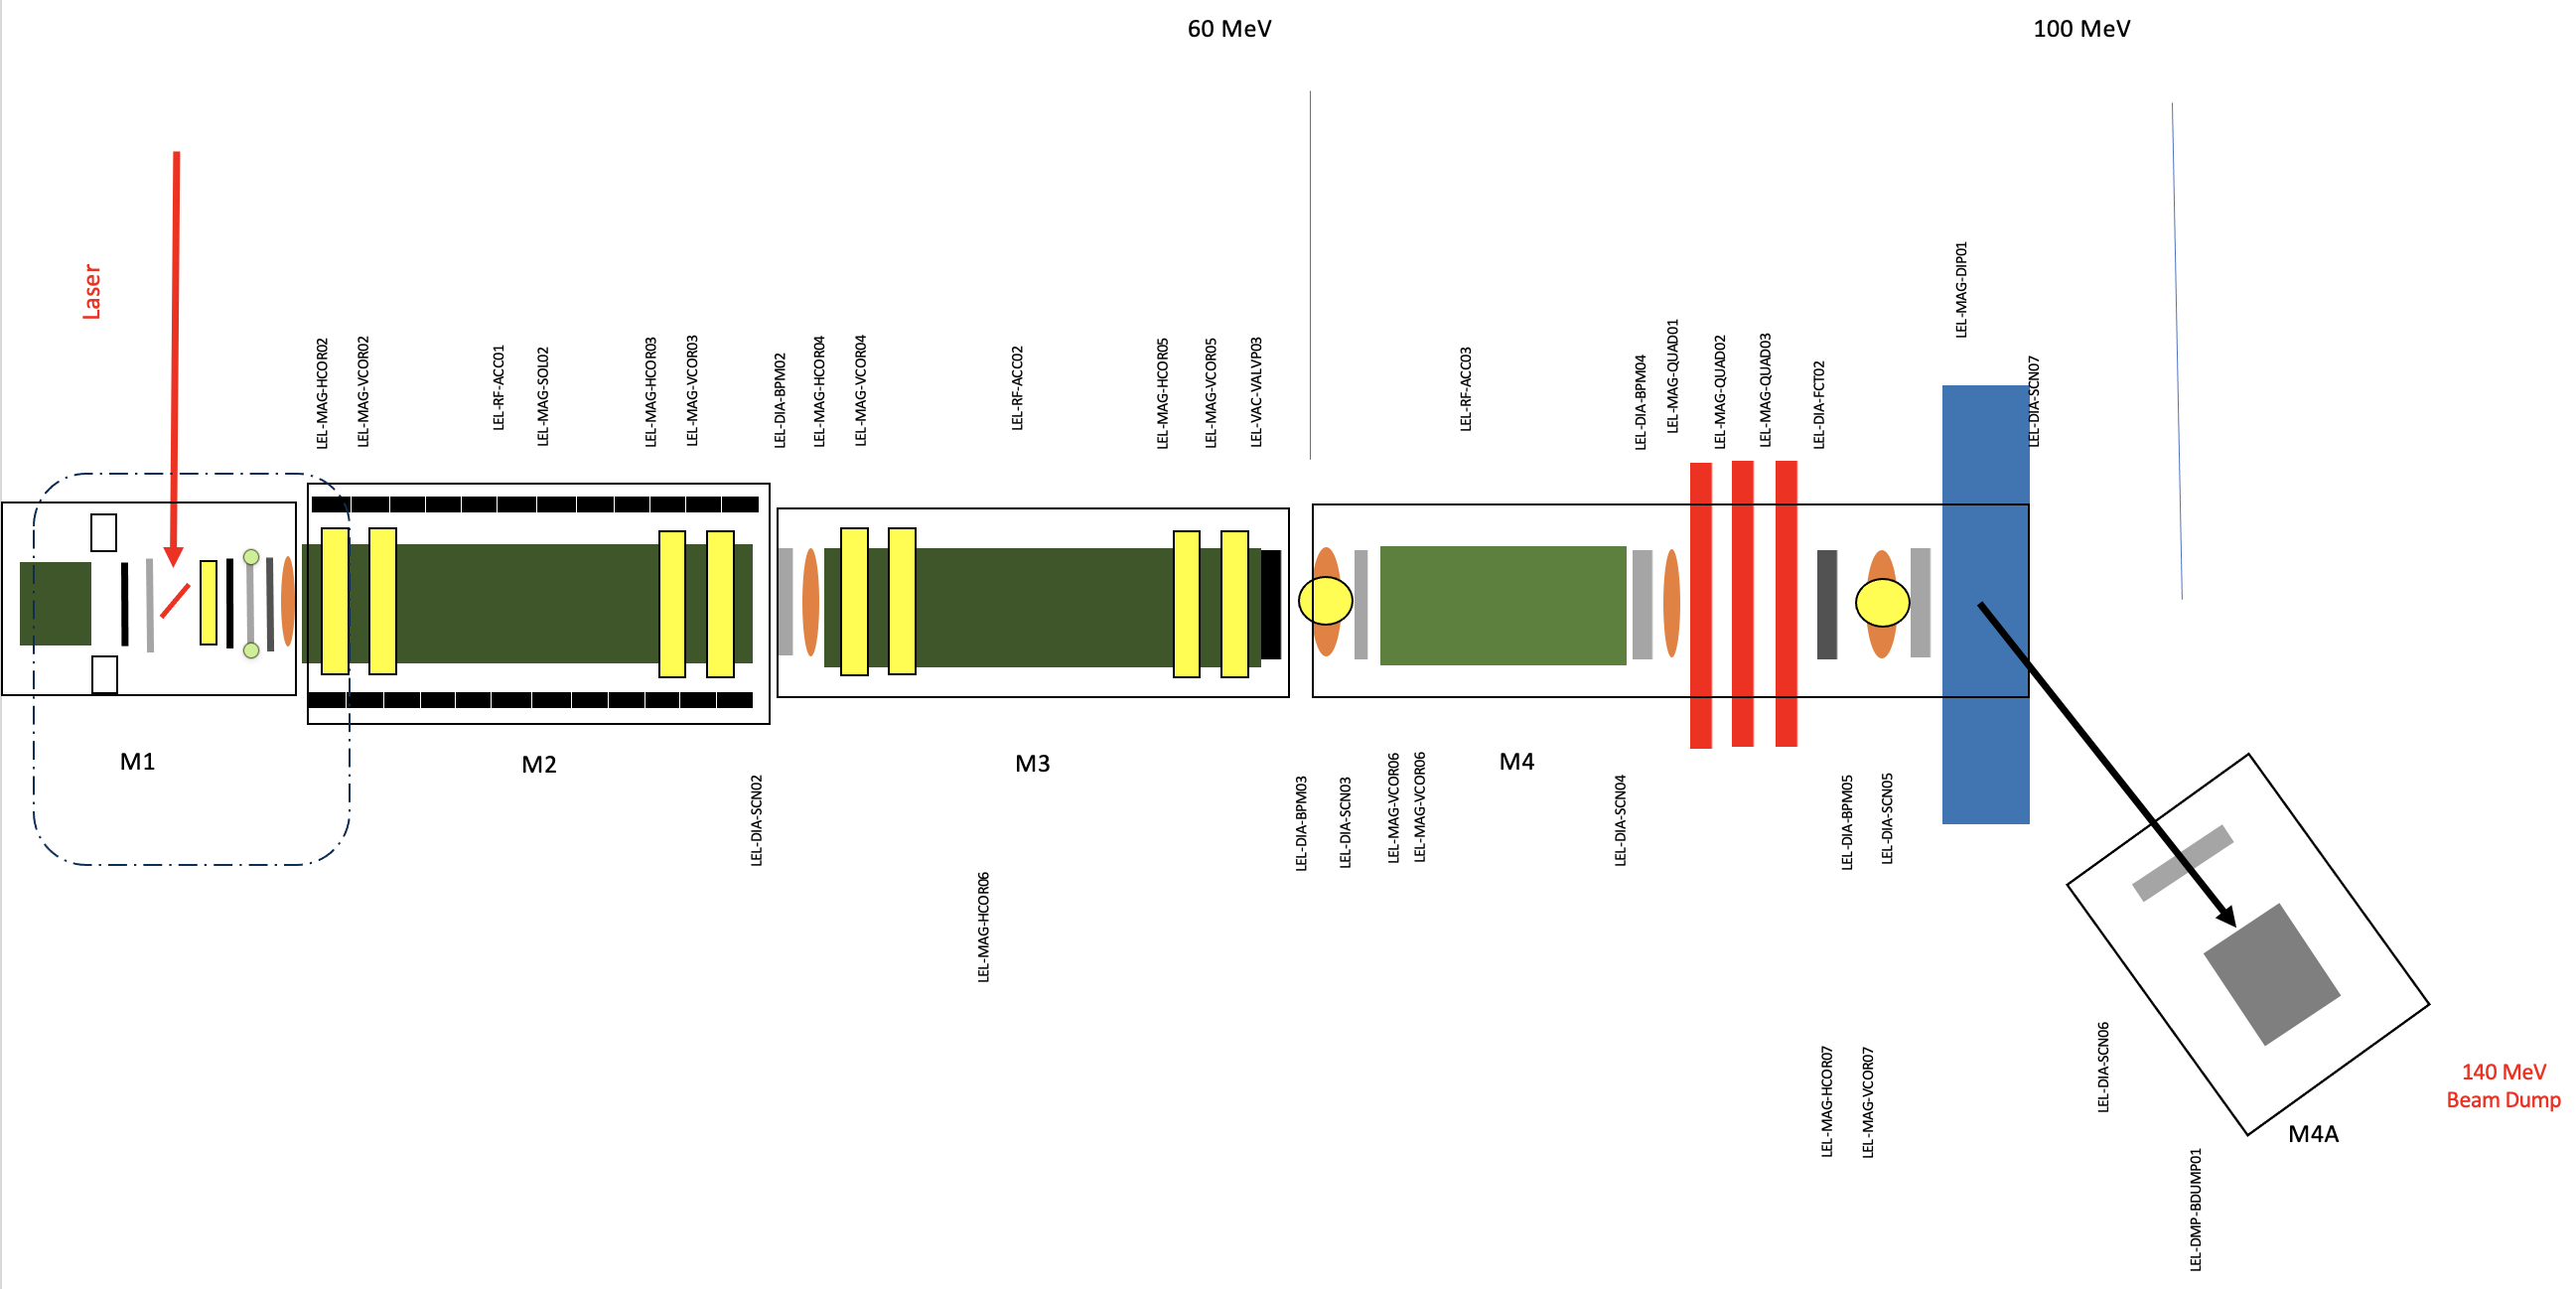 60 MeV
100 MeV
Laser
LEL-MAG-HCOR02
LEL-MAG-VCOR02
LEL-RF-ACC01
LEL-MAG-SOL02
LEL-MAG-HCOR03
LEL-MAG-VCOR03
LEL-DIA-BPM02
LEL-MAG-HCOR04
LEL-MAG-VCOR04
LEL-RF-ACC02
LEL-MAG-HCOR05
LEL-MAG-VCOR05
LEL-VAC-VALVP03
LEL-RF-ACC03
LEL-DIA-BPM04
LEL-MAG-QUAD01
LEL-MAG-QUAD02
LEL-MAG-QUAD03
LEL-DIA-FCT02
LEL-MAG-DIP01
LEL-DIA-SCN07
M1
M2
M3
M4
LEL-DIA-SCN02
LEL-MAG-HCOR06
LEL-DIA-BPM03
LEL-DIA-SCN03
LEL-MAG-VCOR06
LEL-MAG-VCOR06
LEL-DIA-SCN04
LEL-DIA-BPM05
LEL-DIA-SCN05
LEL-MAG-HCOR07
LEL-MAG-VCOR07
LEL-DIA-SCN06
LEL-DMP-BDUMP01
M4A
140 MeV
Beam Dump